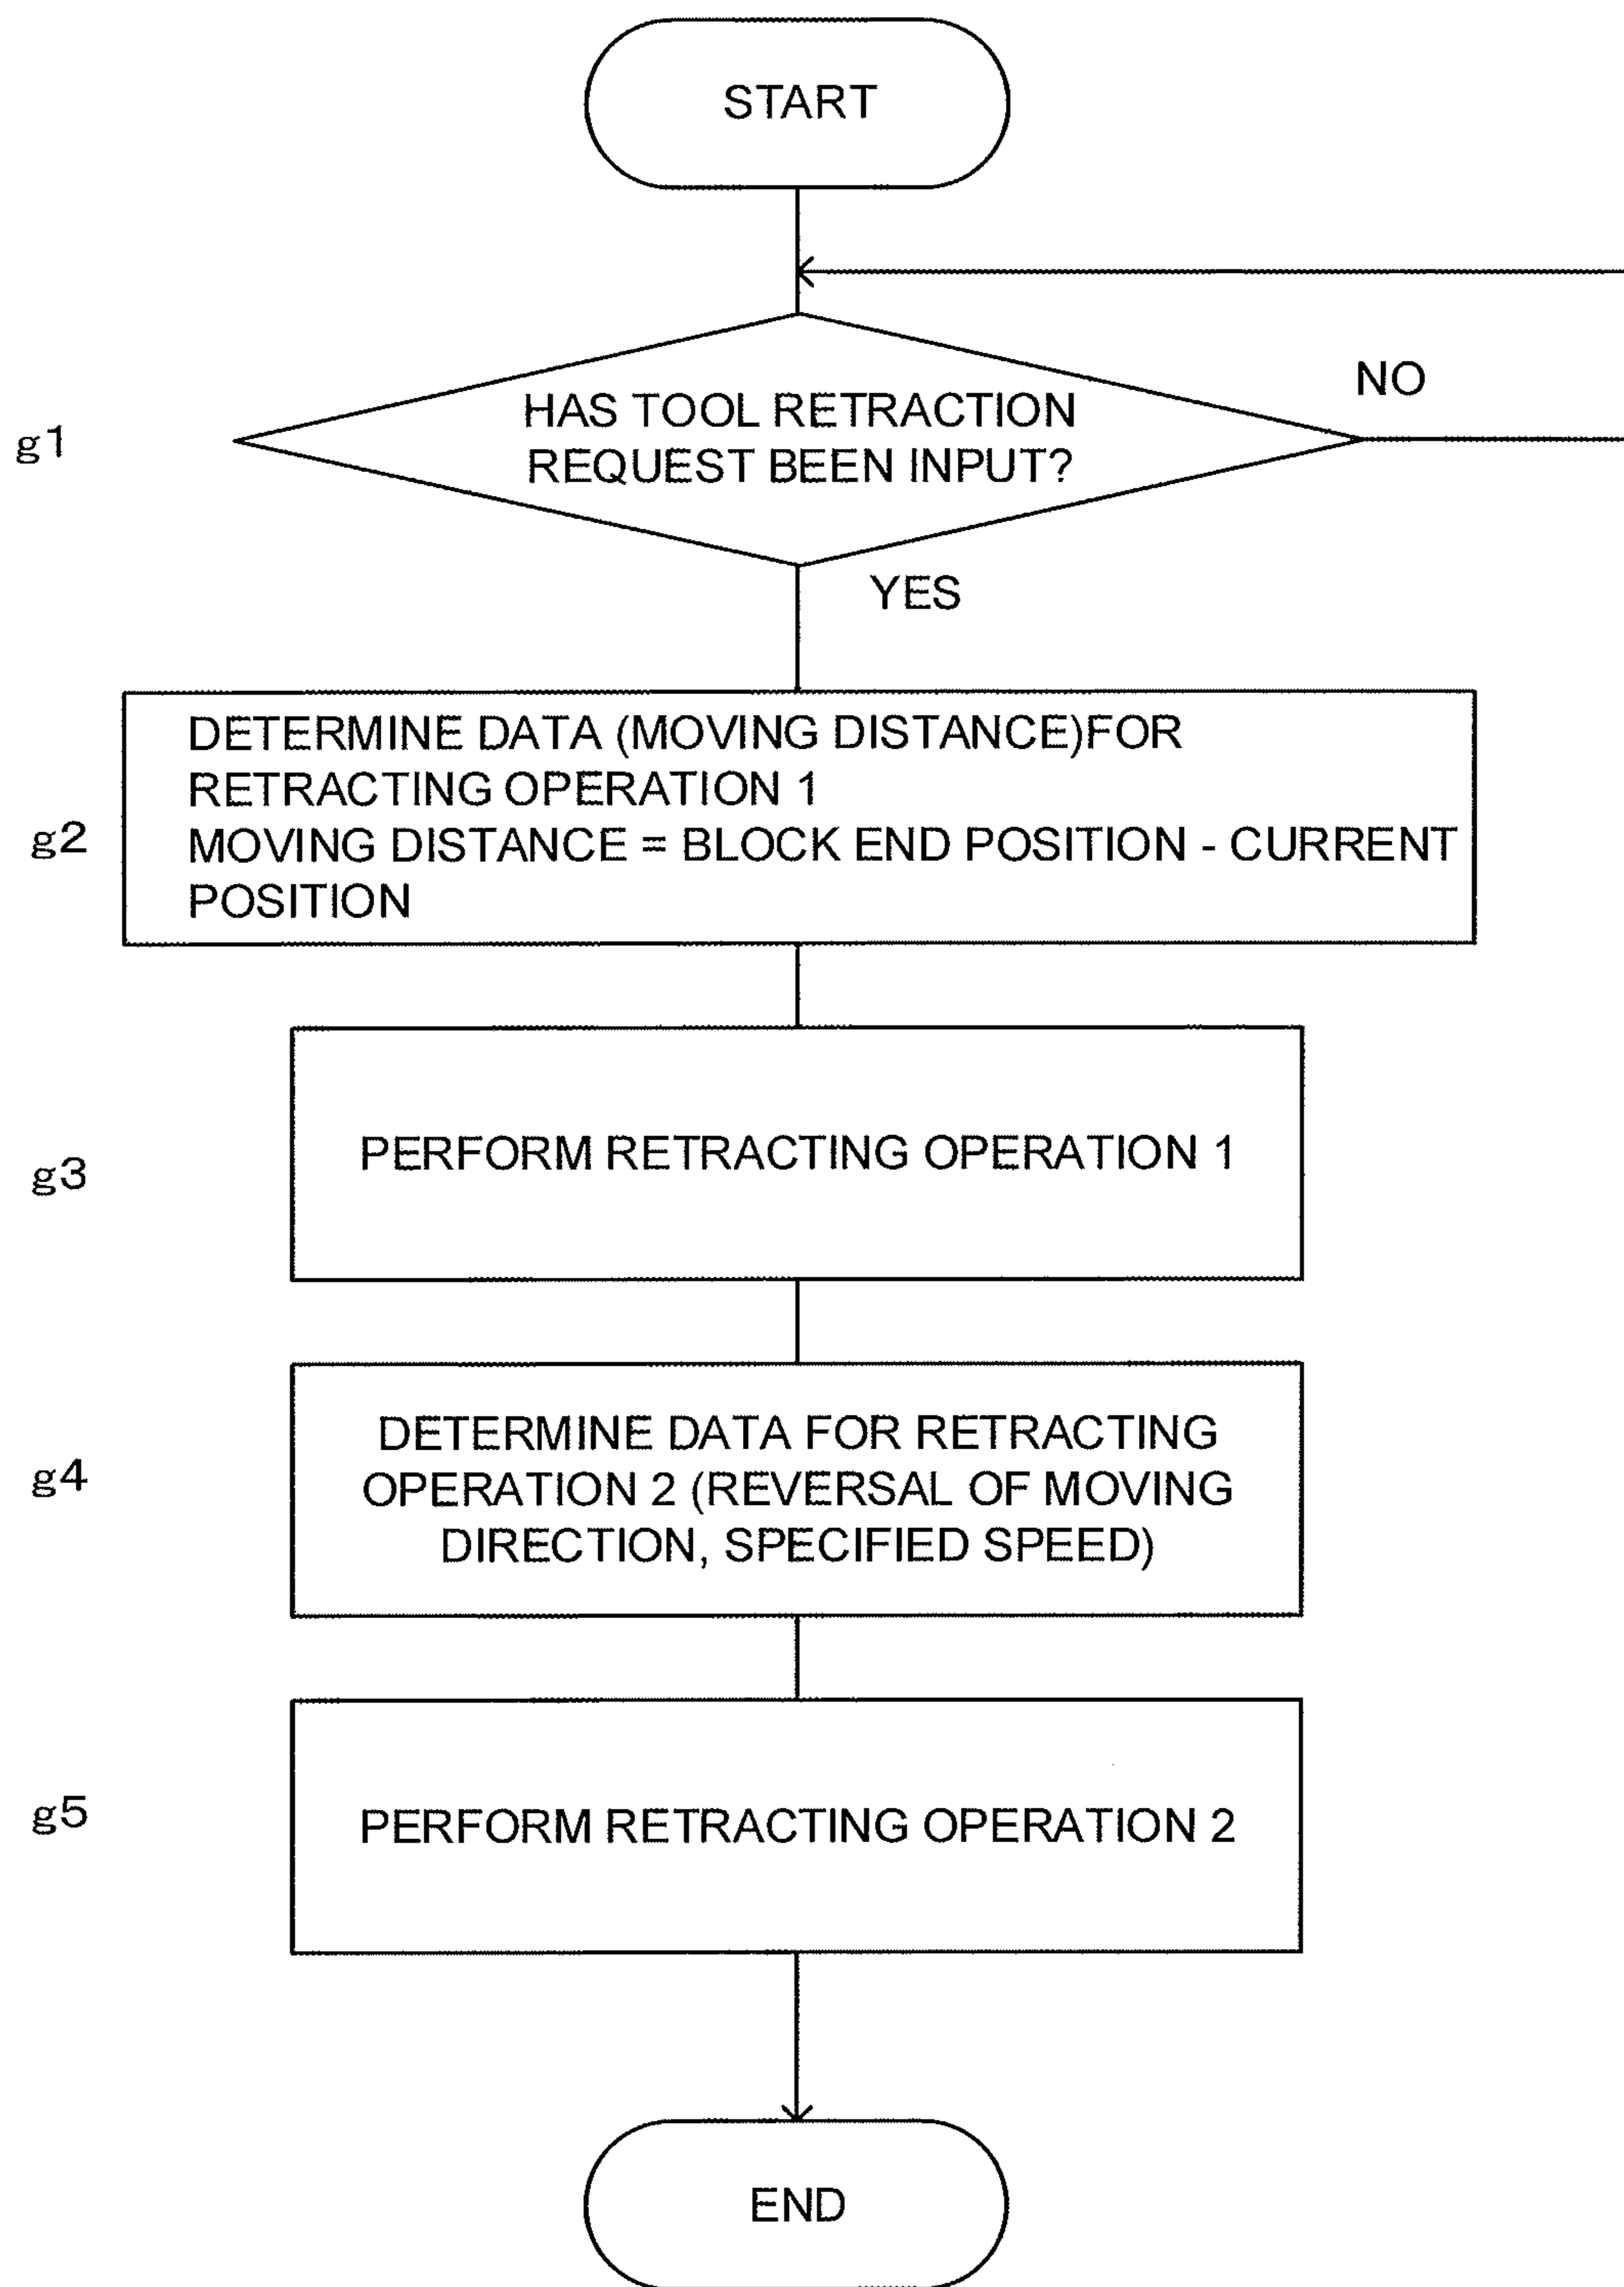 START
NO
g1
HAS TOOL RETRACTION
REQUEST BEEN INPUT?
YES
g2
DETERMINE DATA (MOVING DISTANCE)FOR
RETRACTING OPERATION 1
MOVING DISTANCE = BLOCK END POSITION - CURRENT
POSITION
g3
PERFORM RETRACTING OPERATION 1
g4
DETERMINE DATA FOR RETRACTING
OPERATION 2 (REVERSAL OF MOVING
DIRECTION, SPECIFIED SPEED)
g5
PERFORM RETRACTING OPERATION 2
END